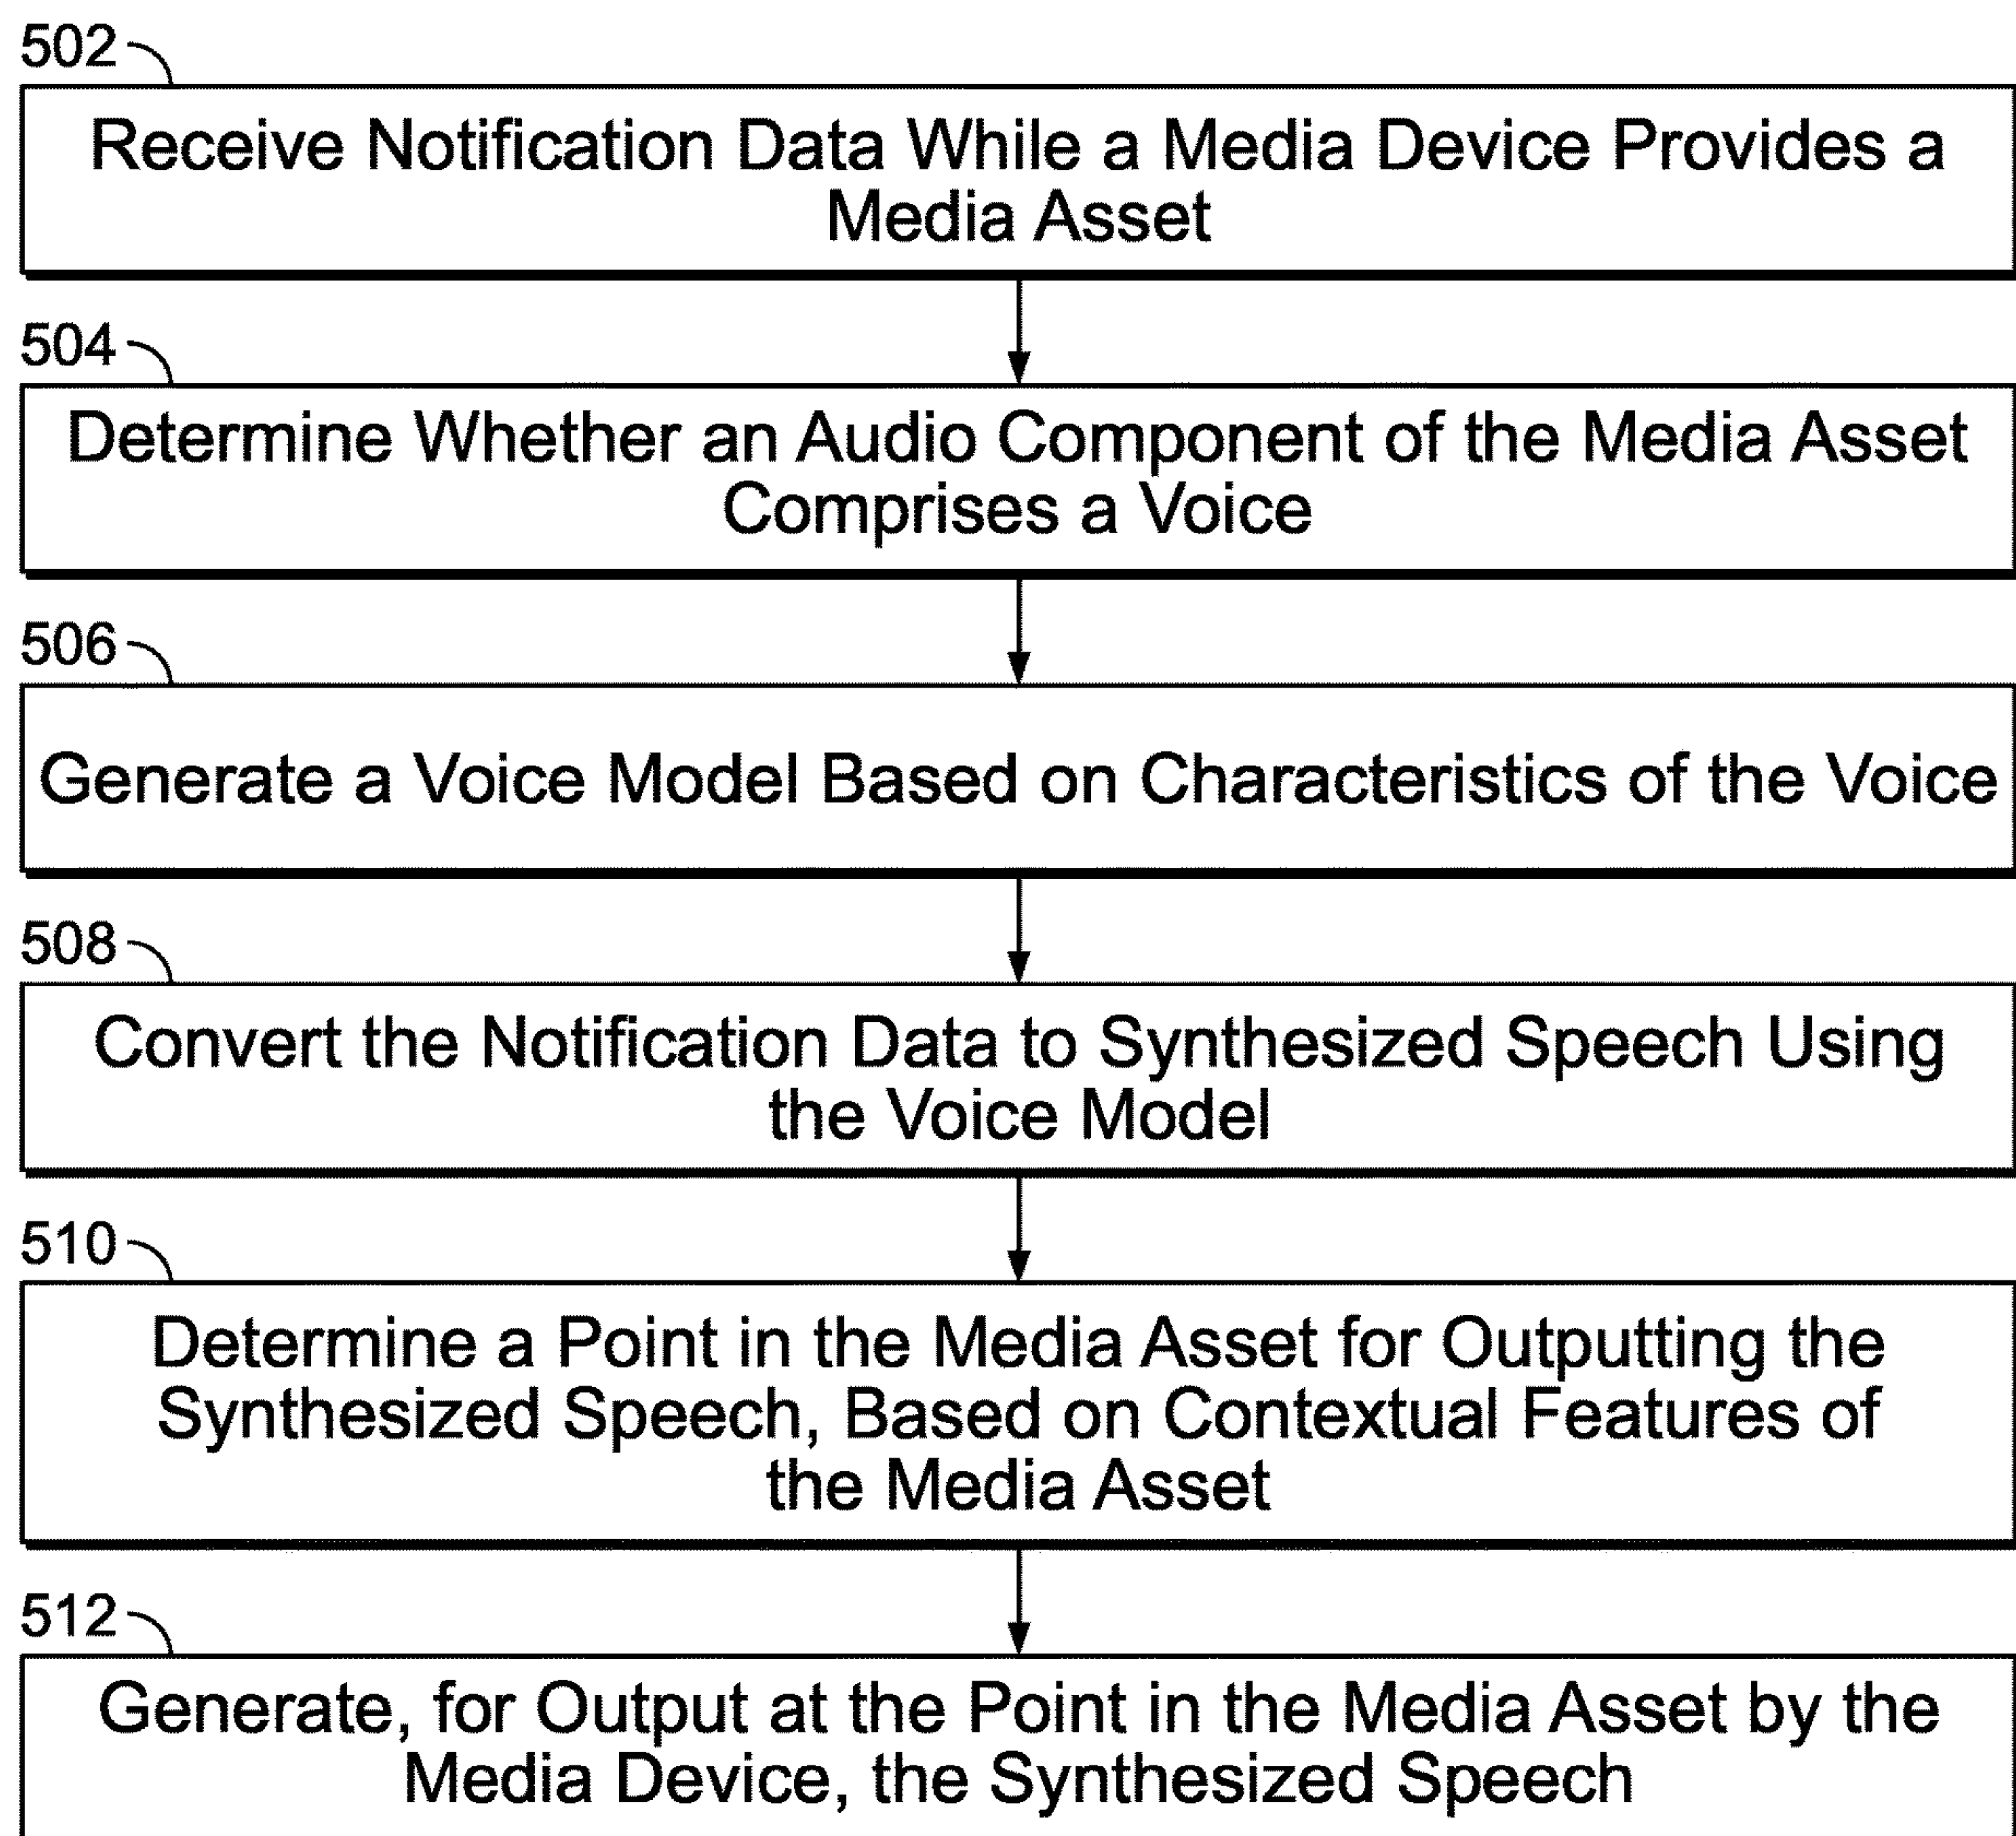 502
Receive Notification Data While a Media Device Provides a
Media Asset
504
Determine Whether an Audio Component of the Media Asset
Comprises a Voice
506
Generate a Voice Model Based on Characteristics of the Voice
508
Convert the Notification Data to Synthesized Speech Using
the Voice Model
510
Determine a Point in the Media Asset for Outputting the
Synthesized Speech, Based on Contextual Features of
the Media Asset
512
Generate, for Output at the Point in the Media Asset by the
Media Device, the Synthesized Speech